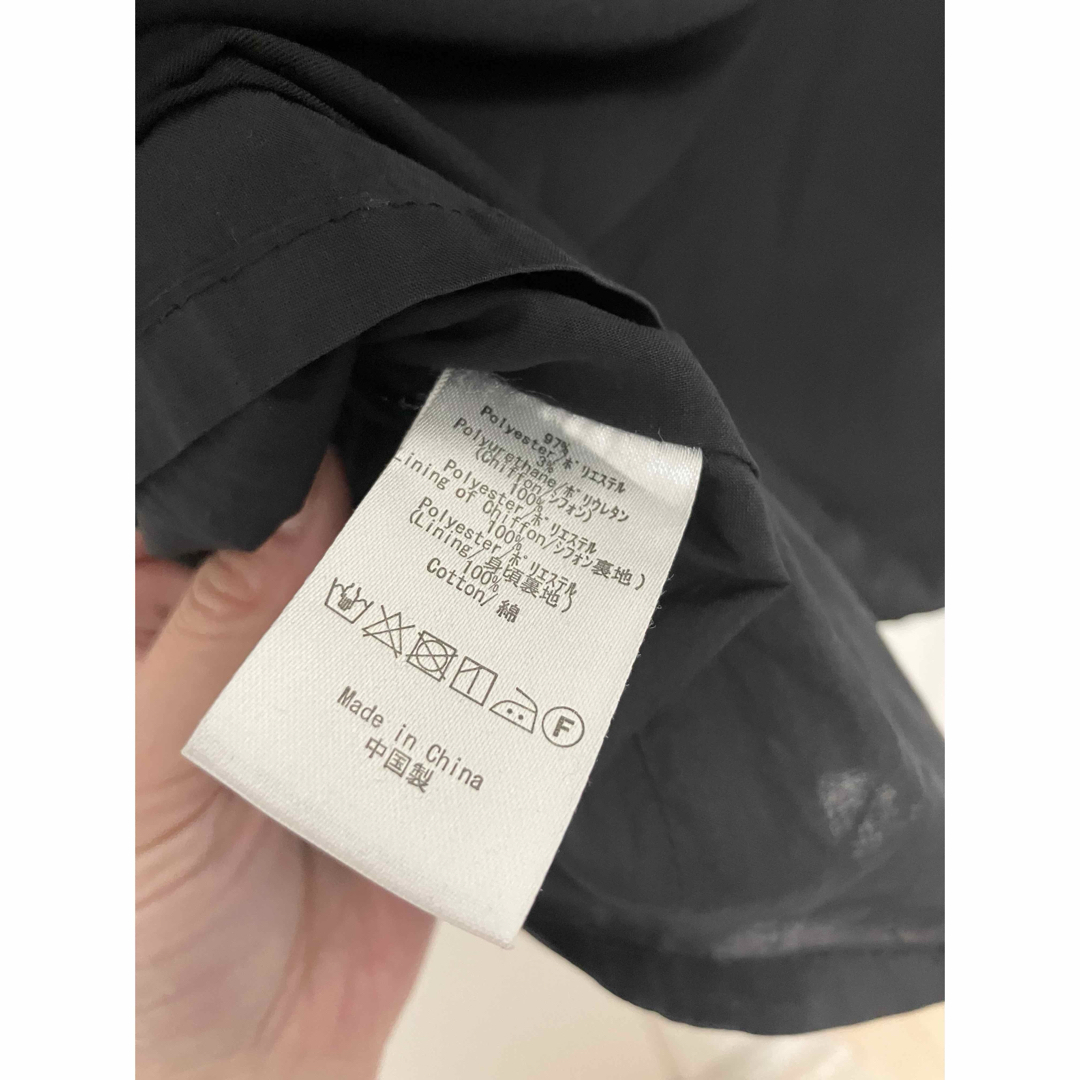 97%
Polyester/ポリエステル
3%
Polyurethane/ポリウレタン
(Chiffon/シフォン)
100%
Polyester/ポリエステル
Lining of Chiffon/シフォン裏地)
100%
Polyester/ポリエステル
(Lining/身頃裏地)
100%
Cotton/綿
F
Made in China
中国製